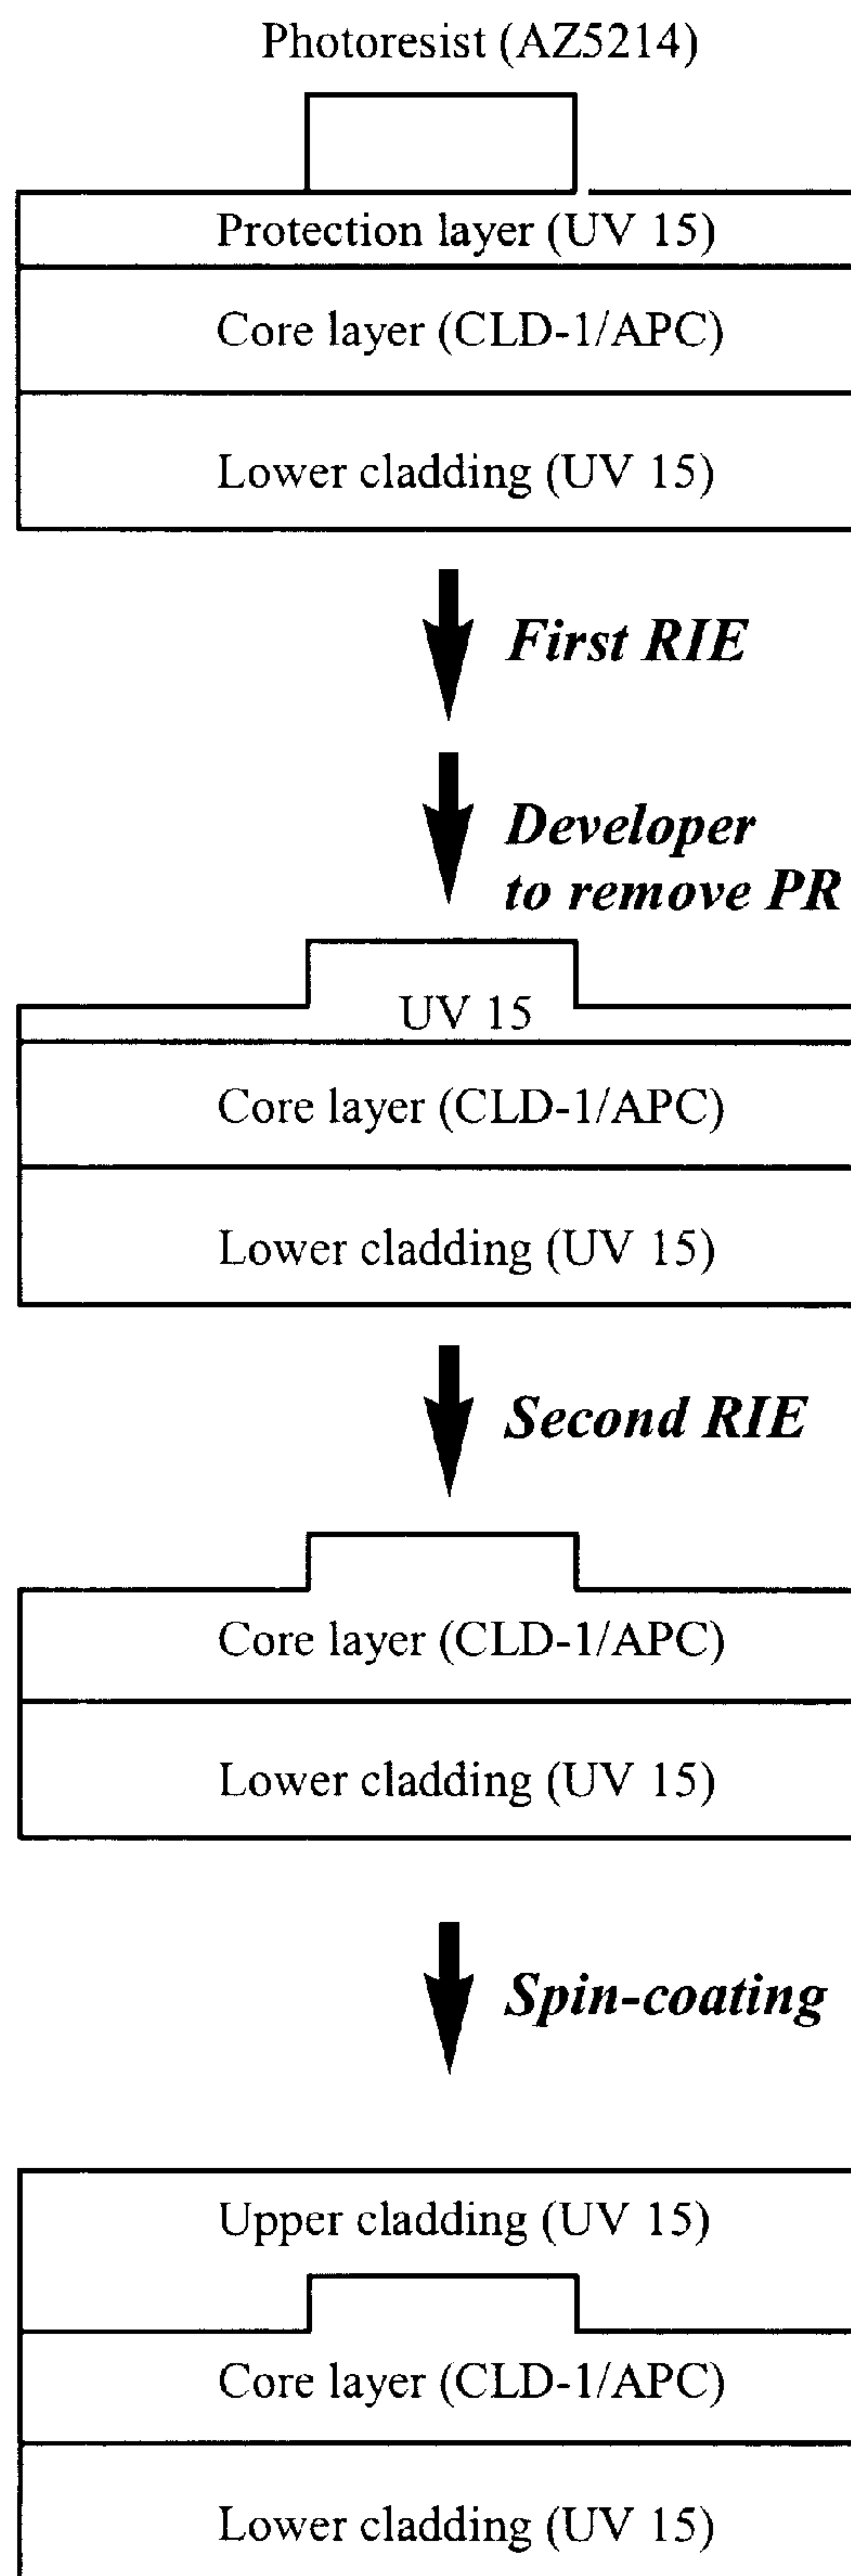 Photoresist (AZ5214)
Protection layer (UV 15)
Core layer (CLD-1/APC)
Lower cladding (UV 15)
First RIE
Developer
to remove PR
UV 15
Core layer (CLD-1/APC)
Lower cladding (UV 15)
Second RIE
Core layer (CLD-1/APC)
Lower cladding (UV 15)
Spin-coating
Upper cladding (UV 15)
Core layer (CLD-1/APC)
Lower cladding (UV 15)